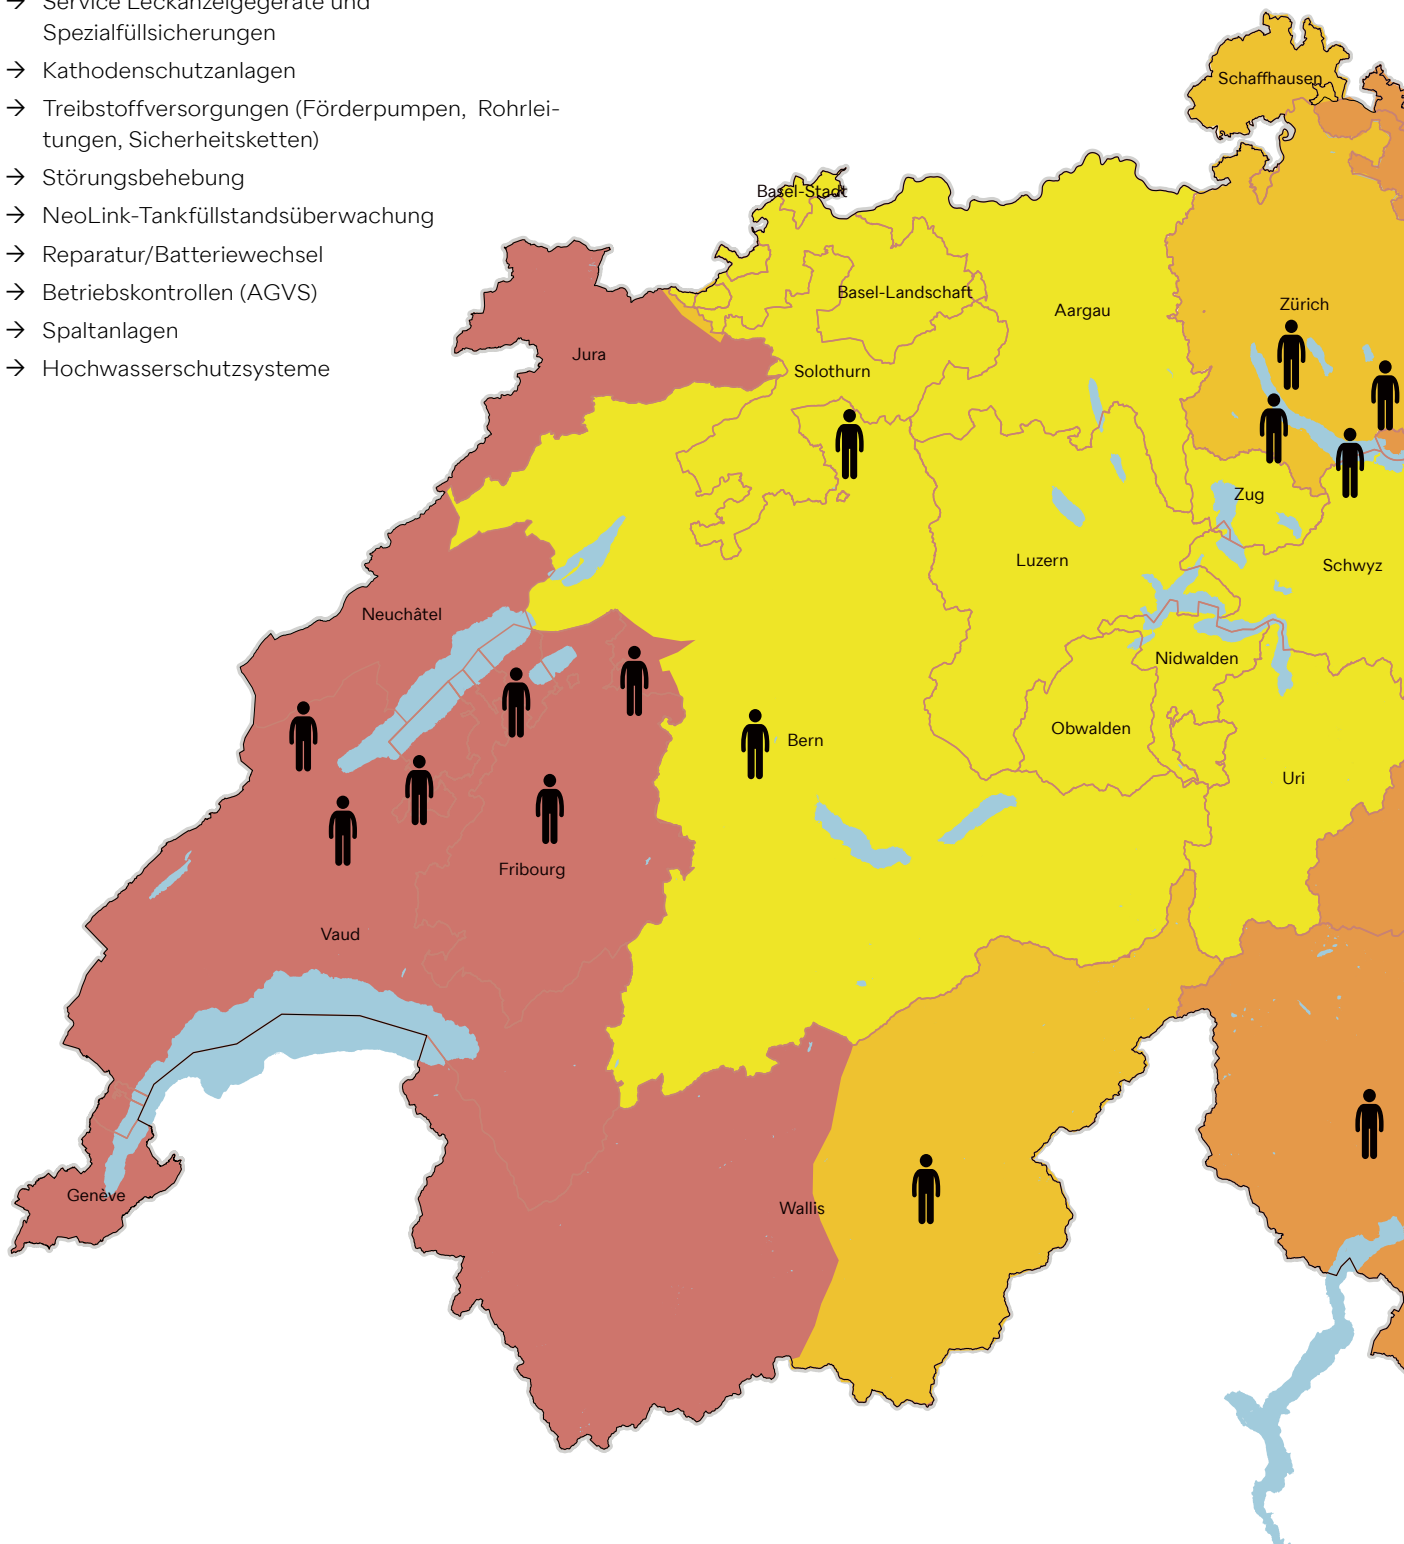 → Service Leckanzeigegeräte und
Spezialfüllsicherungen
→ Kathodenschutzanlagen
→ Treibstoffversorgungen (Förderpumpen, Rohrlei-
tungen, Sicherheitsketten)
→ Störungsbehebung
→ NeoLink-Tankfüllstandsüberwachung
→ Reparatur/Batteriewechsel
→ Betriebskontrollen (AGVS)
→ Spaltanlagen
→ Hochwasserschutzsysteme
Schaffhausen
Basel-Stadt
Basel-Landschaft
Zürich
Aargau
Jura
Solothurn
Zug
Luzern
Schwyz
Neuchâtel
Nidwalden
Obwalden
Bern
Uri
Fribourg
Vaud
Genève
Wallis